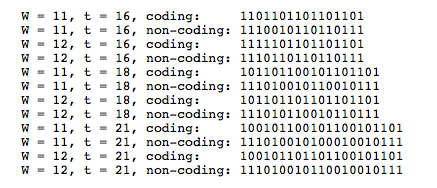 W = 11, t = 16, coding: 1101101101101101
W = 11, t = 16, non-coding: 1110010110110111
W = 12, t = 16, coding: 1111101101101101
W = 12, t = 16, non-coding: 1110110110110111
W = 11, t = 18, coding: 101101100101101101
W = 11, t = 18, non-coding: 111010010110010111
W = 12, t = 18, coding: 101101101101101101
W = 12, t = 18, non-coding: 111010110010110111
W = 11, t = 21, coding: 100101100101100101101
W = 11, t = 21, non-coding: 111010010100010010111
W = 12, t = 21, coding: 100101101101100101101
W = 12, t = 21, non-coding: 111010010110010010111